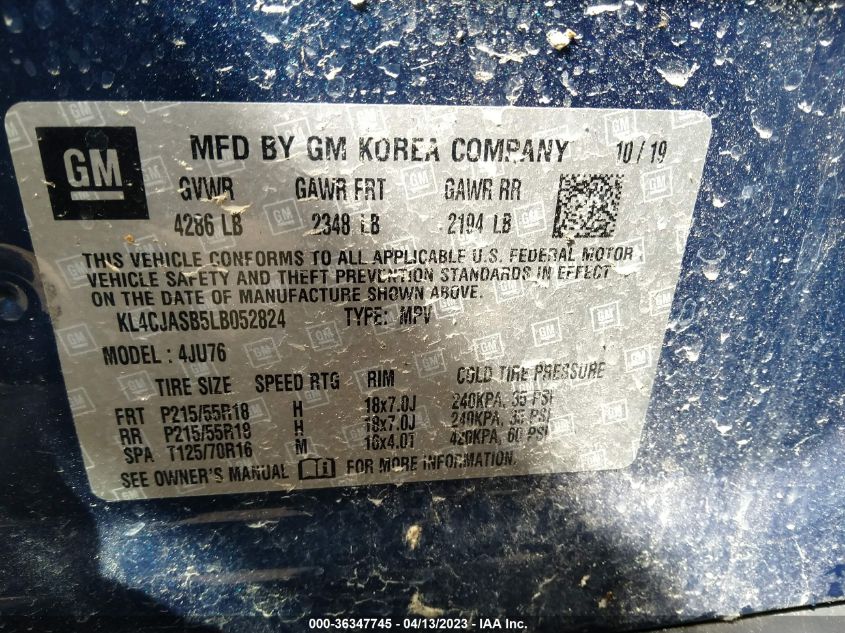 GM
MFD BY GM KOREA COMPANY 10 / 19
GVWR GAWR FRT GAWR RR
4286 LB 2348 LB 2194 LB
THIS VEHICLE CONFORMS TO ALL APPLICABLE U.S. FEDERAL MOTOR
VEHICLE SAFETY AND THEFT PREVENTION STANDARDS IN EFFECT
ON THE DATE OF MANUFACTURE SHOWN ABOVE.
KL4CJASB5LB052824 TYPE: MPV
MODEL : 4JU76
TIRE SIZE SPEED RTG RIM COLD TIRE PRESSURE
FRT P215/55R18 H 18x7.0J 240KPA, 35 PSI
RR P215/55R18 H 18x7.0J 240KPA, 35 PSI
SPA T125/70R16 M 16x4.0T 420KPA, 60 PSI
SEE OWNER'S MANUAL FOR MORE INFORMATION.
000-36347745 - 04/13/2023 - IAA Inc.